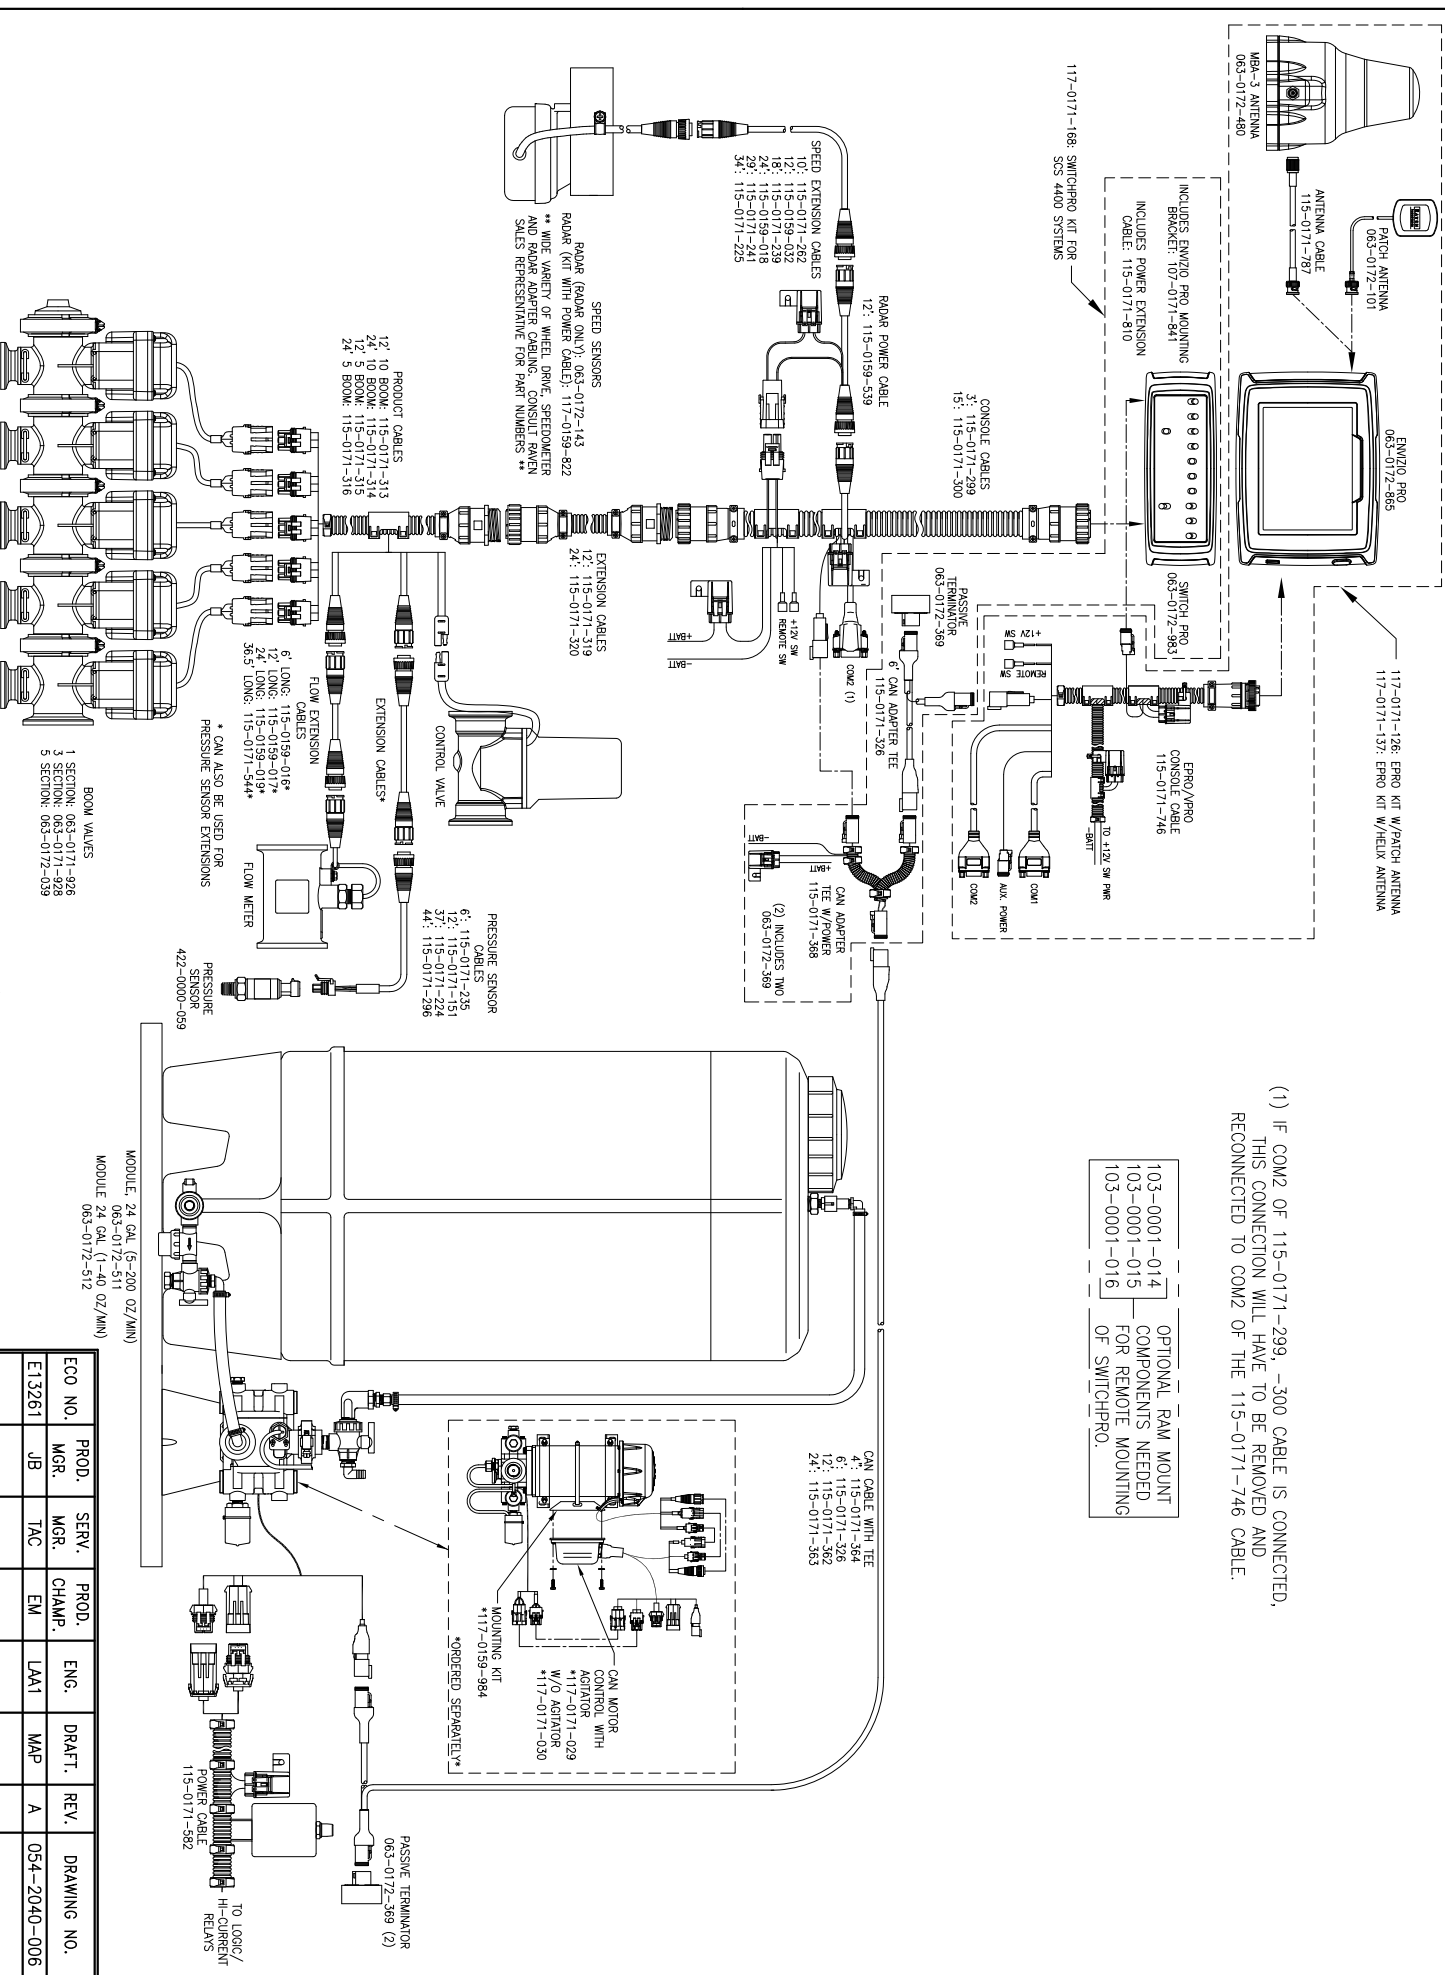 MBA-3 ANTENNA
063-0172-480
ANTENNA CABLE
115-0171-787
PATCH ANTENNA
063-0172-101
ENVIZIO PRO
063-0172-865
117-0171-126: EPRO KIT W/PATCH ANTENNA
117-0171-137: EPRO KIT W/HELIX ANTENNA
117-0171-168: SWITCHPRO KIT FOR
SCS 4400 SYSTEMS
INCLUDES ENVIZIO PRO MOUNTING
BRACKET: 107-0171-841
INCLUDES POWER EXTENSION
CABLE: 115-0171-810
SWITCH PRO
063-0172-983
EPRO/VPRO
CONSOLE CABLE
115-0171-746
TO +12V SW PWR
-BATT
+12V
SW
REMOTE SW
COM1
AUX. POWER
COM2
SPEED EXTENSION CABLES
10': 115-0171-262
12': 115-0159-032
18': 115-0171-239
24': 115-0159-018
29': 115-0171-241
34': 115-0171-225
RADAR POWER CABLE
12': 115-0159-539
CONSOLE CABLES
3': 115-0171-299
15': 115-0171-300
PASSIVE
TERMINATOR
063-0172-369
6' CAN ADAPTER TEE
115-0171-326
COM2 (1)
+12V SW
REMOTE SW
+BATT
-BATT
-BATT
+BATT
CAN ADAPTER
TEE W/POWER
115-0171-368
(2) INCLUDES TWO
063-0172-369
SPEED SENSORS
RADAR (RADAR ONLY): 063-0172-143
RADAR (KIT WITH POWER CABLE): 117-0159-822
** WIDE VARIETY OF WHEEL DRIVE, SPEEDOMETER
AND RADAR ADAPTER CABLING. CONSULT RAVEN
SALES REPRESENTATIVE FOR PART NUMBERS **
EXTENSION CABLES
12': 115-0171-319
24': 115-0171-320
PRODUCT CABLES
12' 10 BOOM: 115-0171-313
24' 10 BOOM: 115-0171-314
12' 5 BOOM: 115-0171-315
24' 5 BOOM: 115-0171-316
CONTROL VALVE
EXTENSION CABLES*
FLOW EXTENSION
CABLES
6' LONG: 115-0159-016*
12' LONG: 115-0159-017*
24' LONG: 115-0159-019*
36.5' LONG: 115-0171-544*
* CAN ALSO BE USED FOR
PRESSURE SENSOR EXTENSIONS
FLOW METER
PRESSURE SENSOR
CABLES
6': 115-0171-235
12': 115-0171-151
37': 115-0171-224
44': 115-0171-296
PRESSURE
SENSOR
422-0000-059
BOOM VALVES
1 SECTION: 063-0171-926
3 SECTION: 063-0171-928
5 SECTION: 063-0172-039
(1) IF COM2 OF 115-0171-299, -300 CABLE IS CONNECTED,
THIS CONNECTION WILL HAVE TO BE REMOVED AND
RECONNECTED TO COM2 OF THE 115-0171-746 CABLE.
103-0001-014
103-0001-015
103-0001-016
OPTIONAL RAM MOUNT
COMPONENTS NEEDED
FOR REMOTE MOUNTING
OF SWITCHPRO.
CAN CABLE WITH TEE
4': 115-0171-364
6': 115-0171-326
12': 115-0171-362
24': 115-0171-363
CAN MOTOR
CONTROL WITH
AGITATOR
*117-0171-029
W/O AGITATOR
*117-0171-030
MOUNTING KIT
*117-0159-984
*ORDERED SEPARATELY*
MODULE, 24 GAL (5-200 OZ/MIN)
063-0172-511
MODULE 24 GAL (1-40 OZ/MIN)
063-0172-512
PASSIVE TERMINATOR
063-0172-369 (2)
POWER CABLE
115-0171-582
TO LOGIC/
HI-CURRENT
RELAYS
ECO NO. PROD. MGR. SERV. MGR. PROD. CHAMP. ENG. DRAFT. REV. DRAWING NO.
E13261 JB TAC EM LAA1 MAP A 054-2040-006